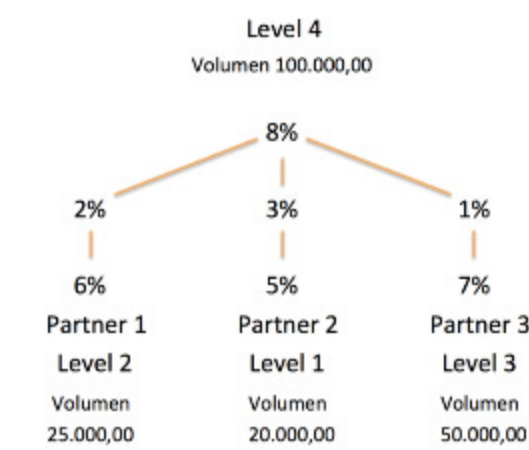 Level 4
Volumen 100.000,00
8%
2% 3% 1%
6% 5% 7%
Partner 1 Partner 2 Partner 3
Level 2 Level 1 Level 3
Volumen Volumen Volumen
25.000,00 20.000,00 50.000,00